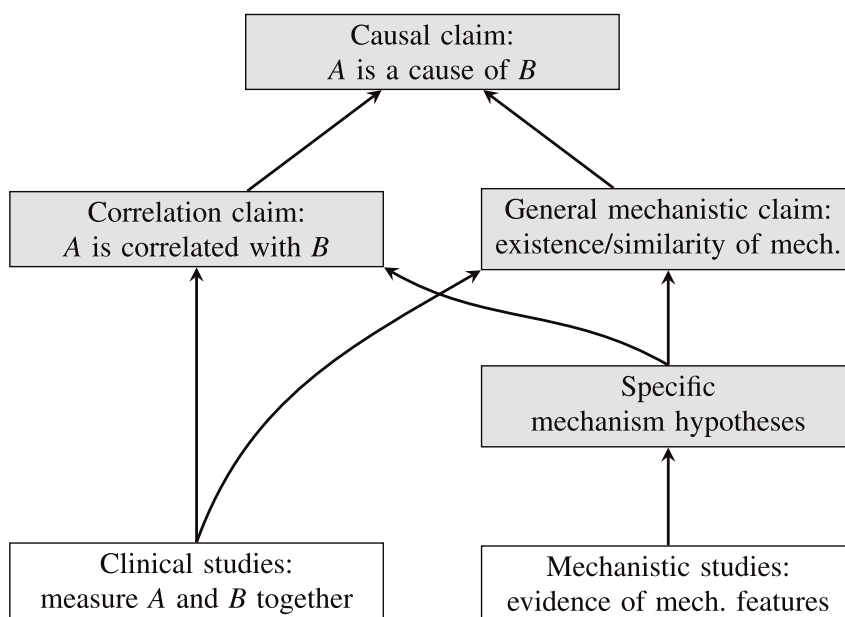 Causal claim:
A is a cause of B
Correlation claim:
A is correlated with B
General mechanistic claim:
existence/similarity of mech.
Specific
mechanism hypotheses
Clinical studies:
measure A and B together
Mechanistic studies:
evidence of mech. features